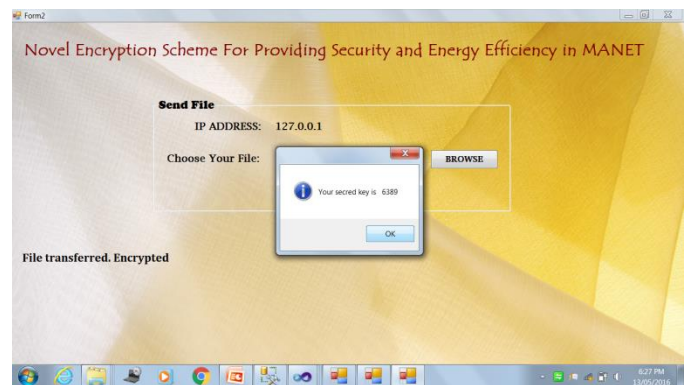 Form2
Novel Encryption Scheme For Providing Security and Energy Efficiency in MANET
Send File
IP ADDRESS: 127.0.0.1
Choose Your File:
BROWSE
Your secred key is 6389
OK
File transferred. Encrypted
6:27 PM
13/05/2016